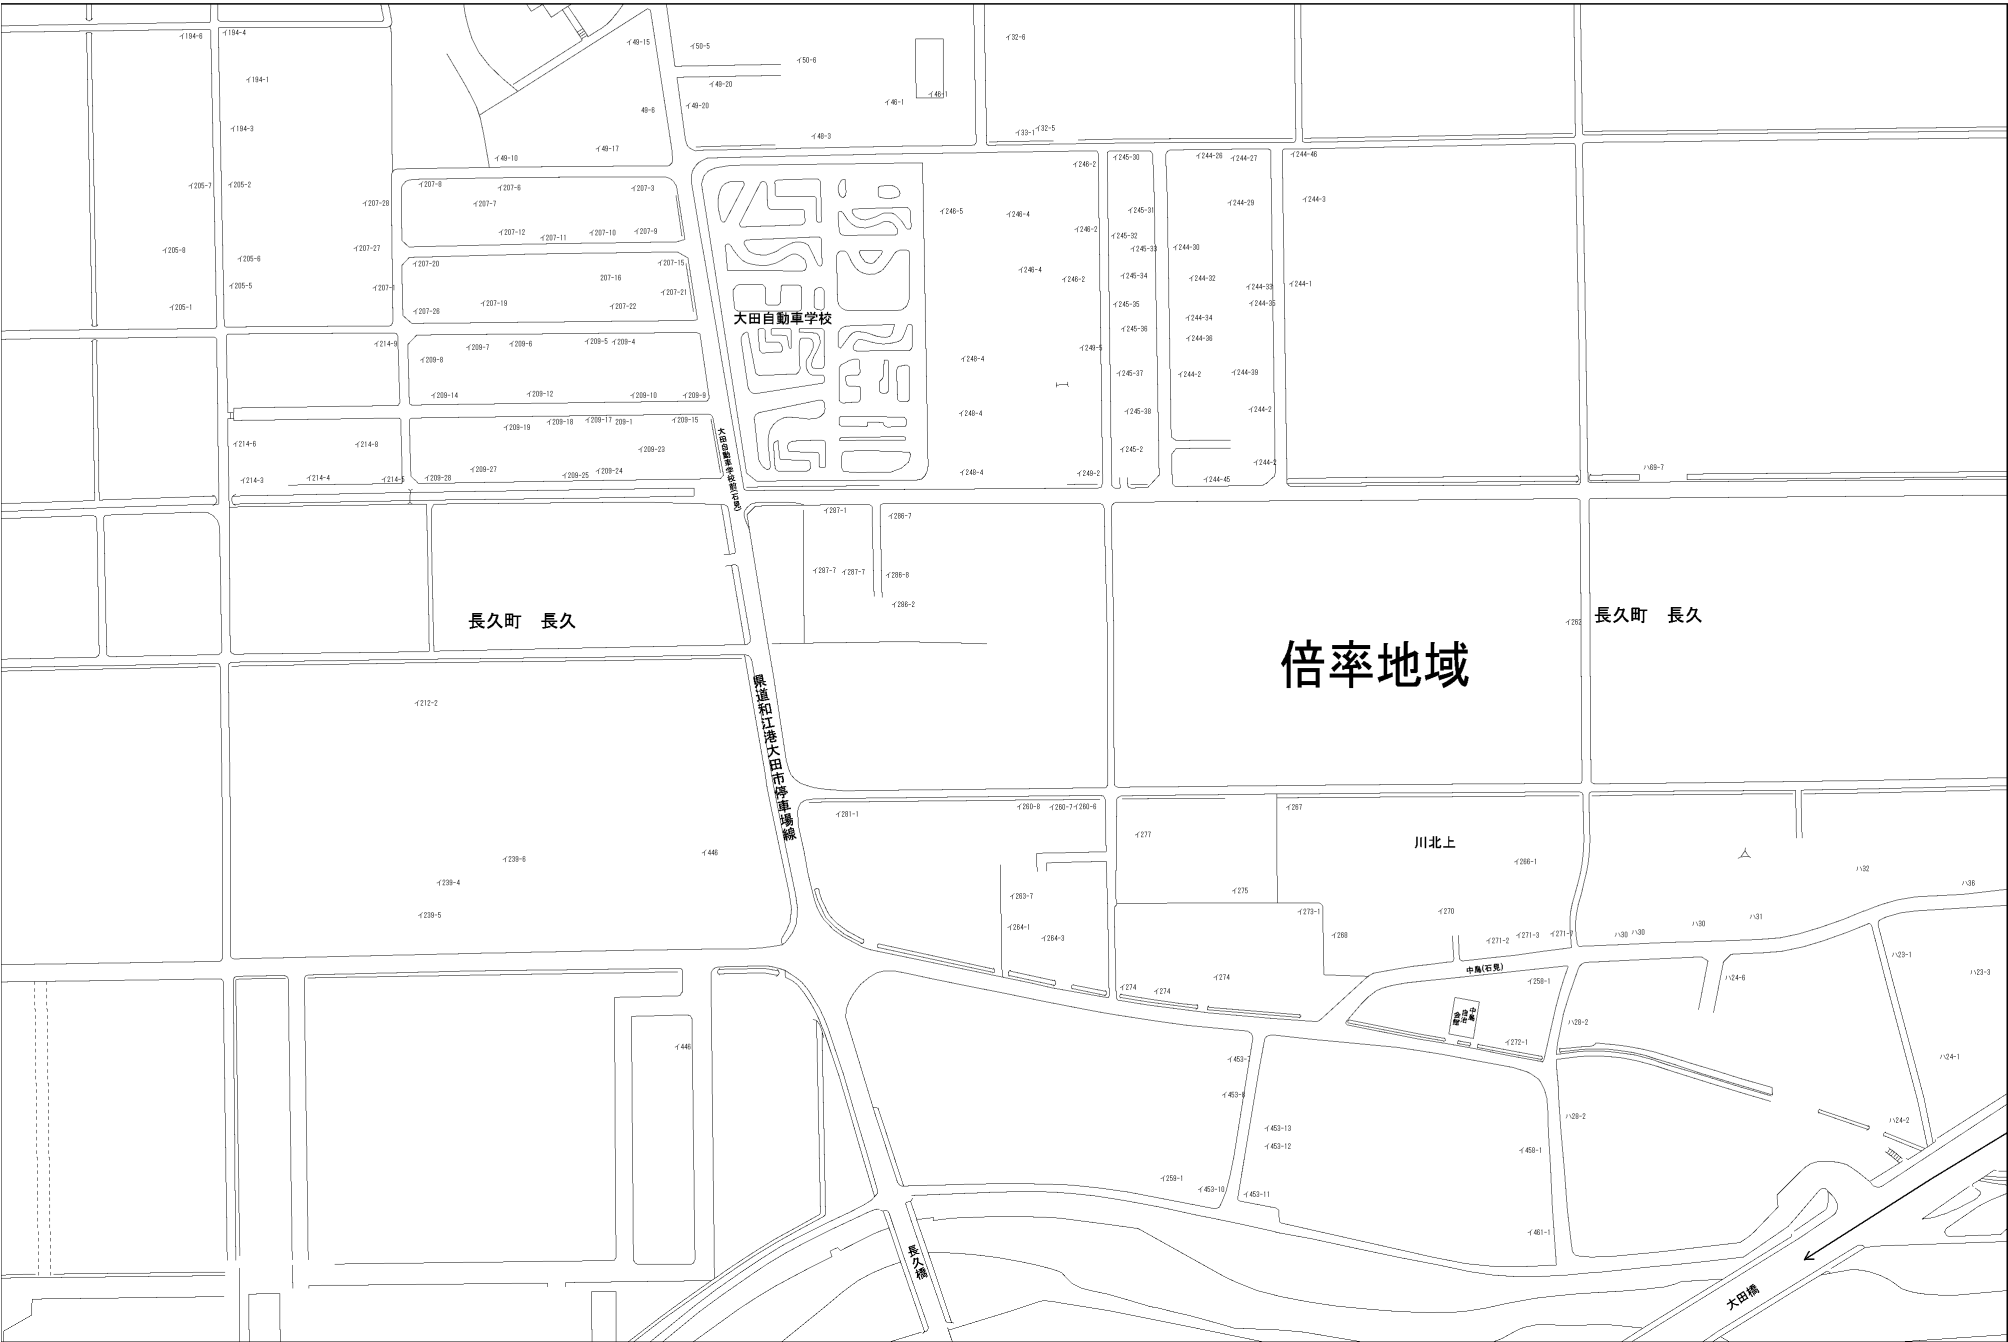 イ194-6
イ194-4
イ194-1
イ194-3
イ205-7
イ205-2
イ207-28
イ205-8
イ205-6
イ207-27
イ205-5
イ207-1
イ205-1
イ49-15
イ50-5
イ50-6
イ32-6
イ49-20
イ46-1
イ46-1
49-6
イ49-20
イ48-3
イ33-1
イ32-5
イ49-17
イ49-10
イ207-8
イ207-6
イ207-3
イ207-7
イ207-12
イ207-11
イ207-10
イ207-9
イ207-20
207-16
イ207-15
イ207-19
イ207-22
イ207-21
大田自動車学校
イ246-2
イ246-4
イ246-2
イ246-4
イ246-2
イ248-4
イ248-4
イ248-4
イ249-2
イ245-30
イ245-31
イ245-32
イ245-33
イ245-34
イ245-35
イ245-36
イ245-37
イ245-38
イ245-2
イ244-26
イ244-27
イ244-46
イ244-29
イ244-3
イ244-30
イ244-32
イ244-33
イ244-1
イ244-35
イ244-34
イ244-36
イ244-2
イ244-39
イ244-2
イ244-2
イ244-45
ハ69-7
イ214-9
イ209-7
イ209-6
イ209-5
イ209-4
イ209-8
イ209-14
イ209-12
イ209-10
イ209-9
イ209-19
イ209-18
イ209-17
209-1
イ209-15
イ214-6
イ214-8
イ209-23
イ209-27
イ209-25
イ209-24
イ214-3
イ214-4
イ214-5
イ209-28
大田自動車学校前(石見)
イ287-1
イ286-7
イ287-7
イ287-7
イ286-8
イ286-2
長久町 長久
倍率地域
長久町 長久
イ212-2
県道和江港大田市停車場線
イ281-1
イ260-8
イ260-7
イ260-6
イ277
イ267
川北上
イ266-1
イ446
イ239-6
イ239-4
イ239-5
イ263-7
イ264-1
イ264-3
イ275
イ273-1
イ268
イ270
イ271-2
イ271-3
イ271-7
ハ30
ハ30
ハ30
ハ31
ハ32
ハ36
イ274
イ274
イ274
中島(石見)
イ258-1
中島
自治
会館
イ272-1
ハ24-6
ハ23-1
ハ23-3
ハ28-2
ハ24-1
ハ24-2
ハ28-2
イ446
イ453-7
イ453-8
イ453-13
イ453-12
イ259-1
イ453-10
イ453-11
イ458-1
イ461-1
長久橋
大田橋